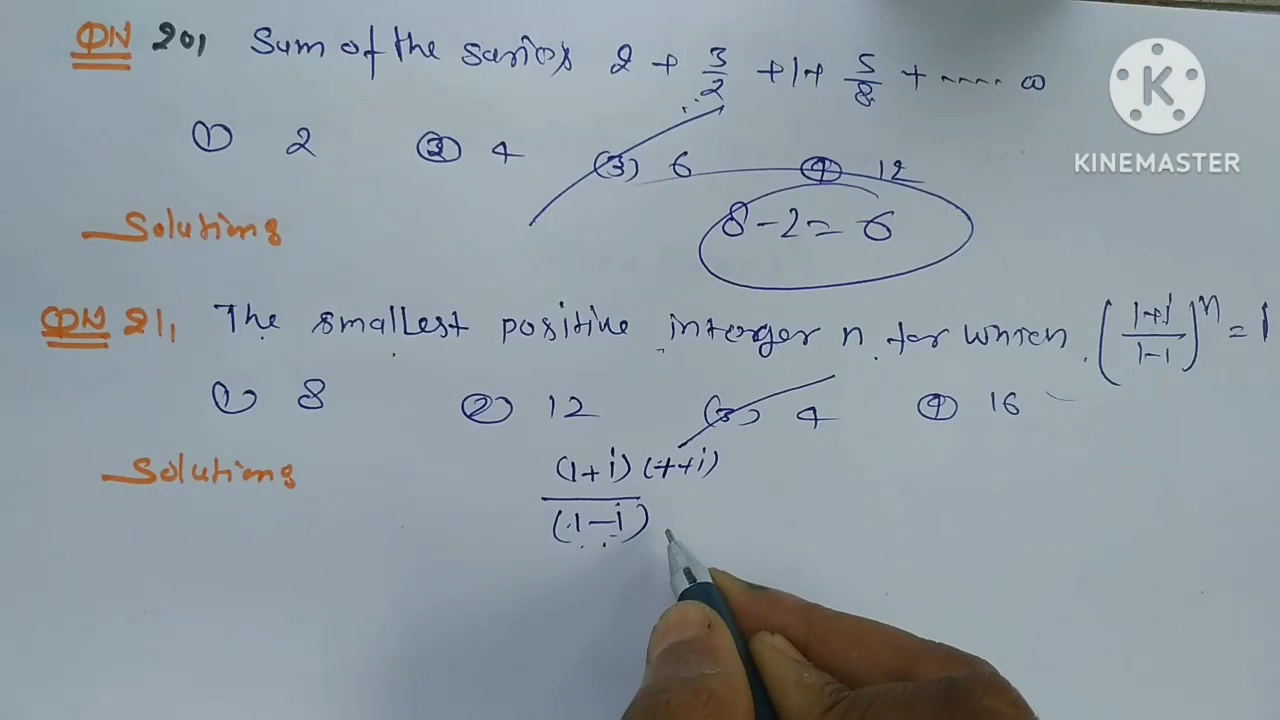 QN 20, Sum of the saries 2 + 3/2 + 1 + 5/8 + ..... ∞
① 2 ② 4 (3) 6 ④ 12
Solutions 8 - 2 = 6
QN 21, The smallest positive interger n for which (1+i/1-i)ⁿ = 1
① 8 ② 12 (3) 4 ④ 16
Solutions (1+i)(1+i)
(1-i)
KINEMASTER